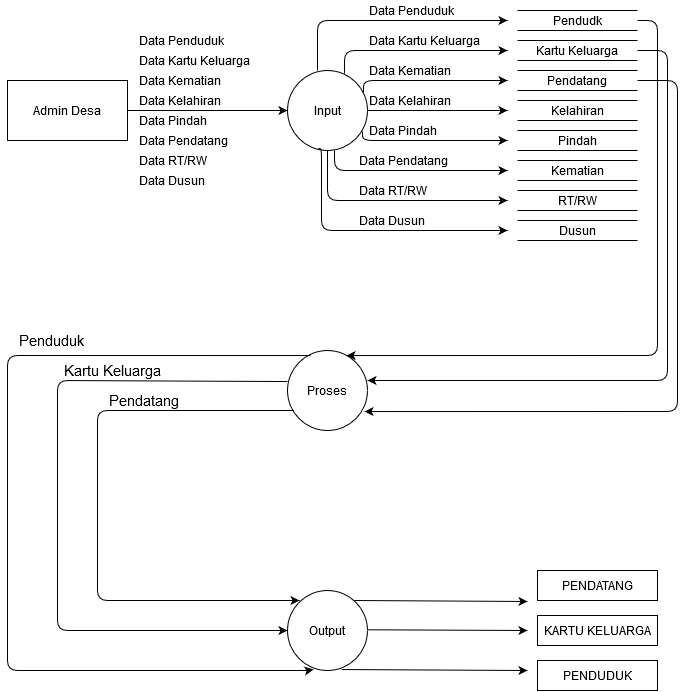 Admin Desa
Data Penduduk
Data Kartu Keluarga
Data Kematian
Data Kelahiran
Data Pindah
Data Pendatang
Data RT/RW
Data Dusun
Input
Data Penduduk
Data Kartu Keluarga
Data Kematian
Data Kelahiran
Data Pindah
Data Pendatang
Data RT/RW
Data Dusun
Pendudk
Kartu Keluarga
Pendatang
Kelahiran
Pindah
Kematian
RT/RW
Dusun
Penduduk
Kartu Keluarga
Pendatang
Proses
Output
PENDATANG
KARTU KELUARGA
PENDUDUK